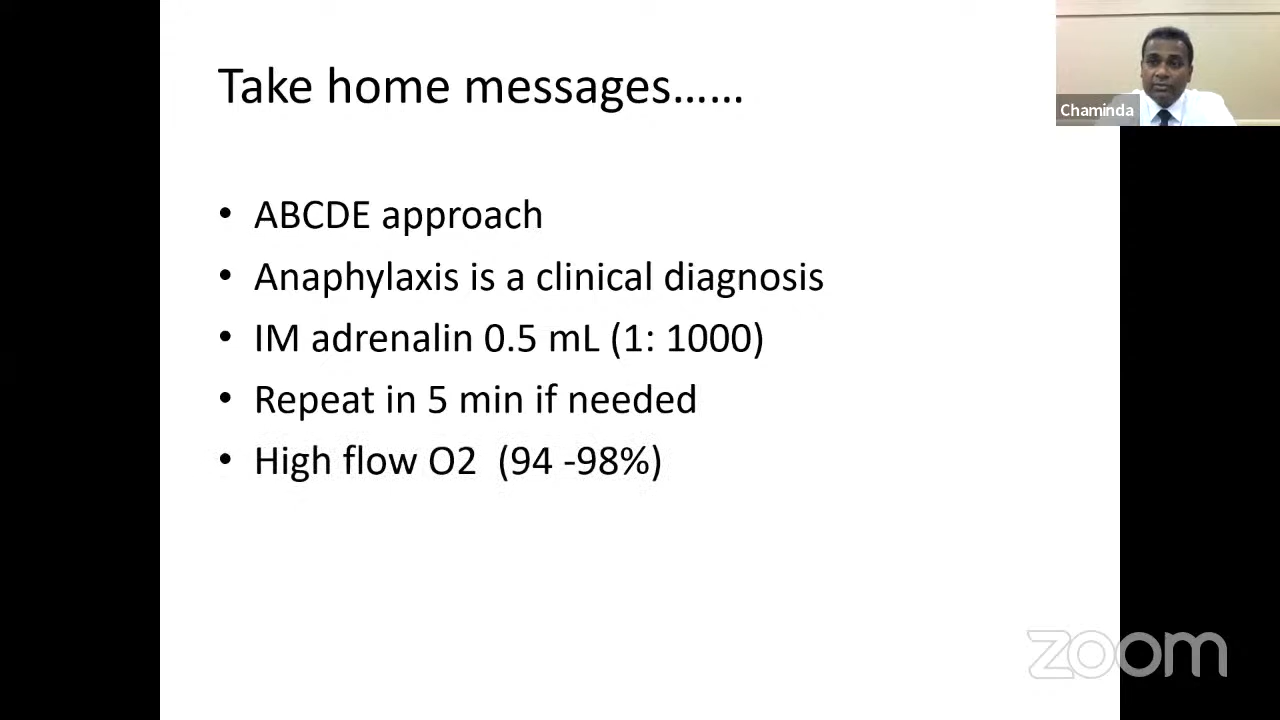 Take home messages……
Chaminda
• ABCDE approach
• Anaphylaxis is a clinical diagnosis
• IM adrenalin 0.5 mL (1: 1000)
• Repeat in 5 min if needed
• High flow O2  (94 -98%)
zoom